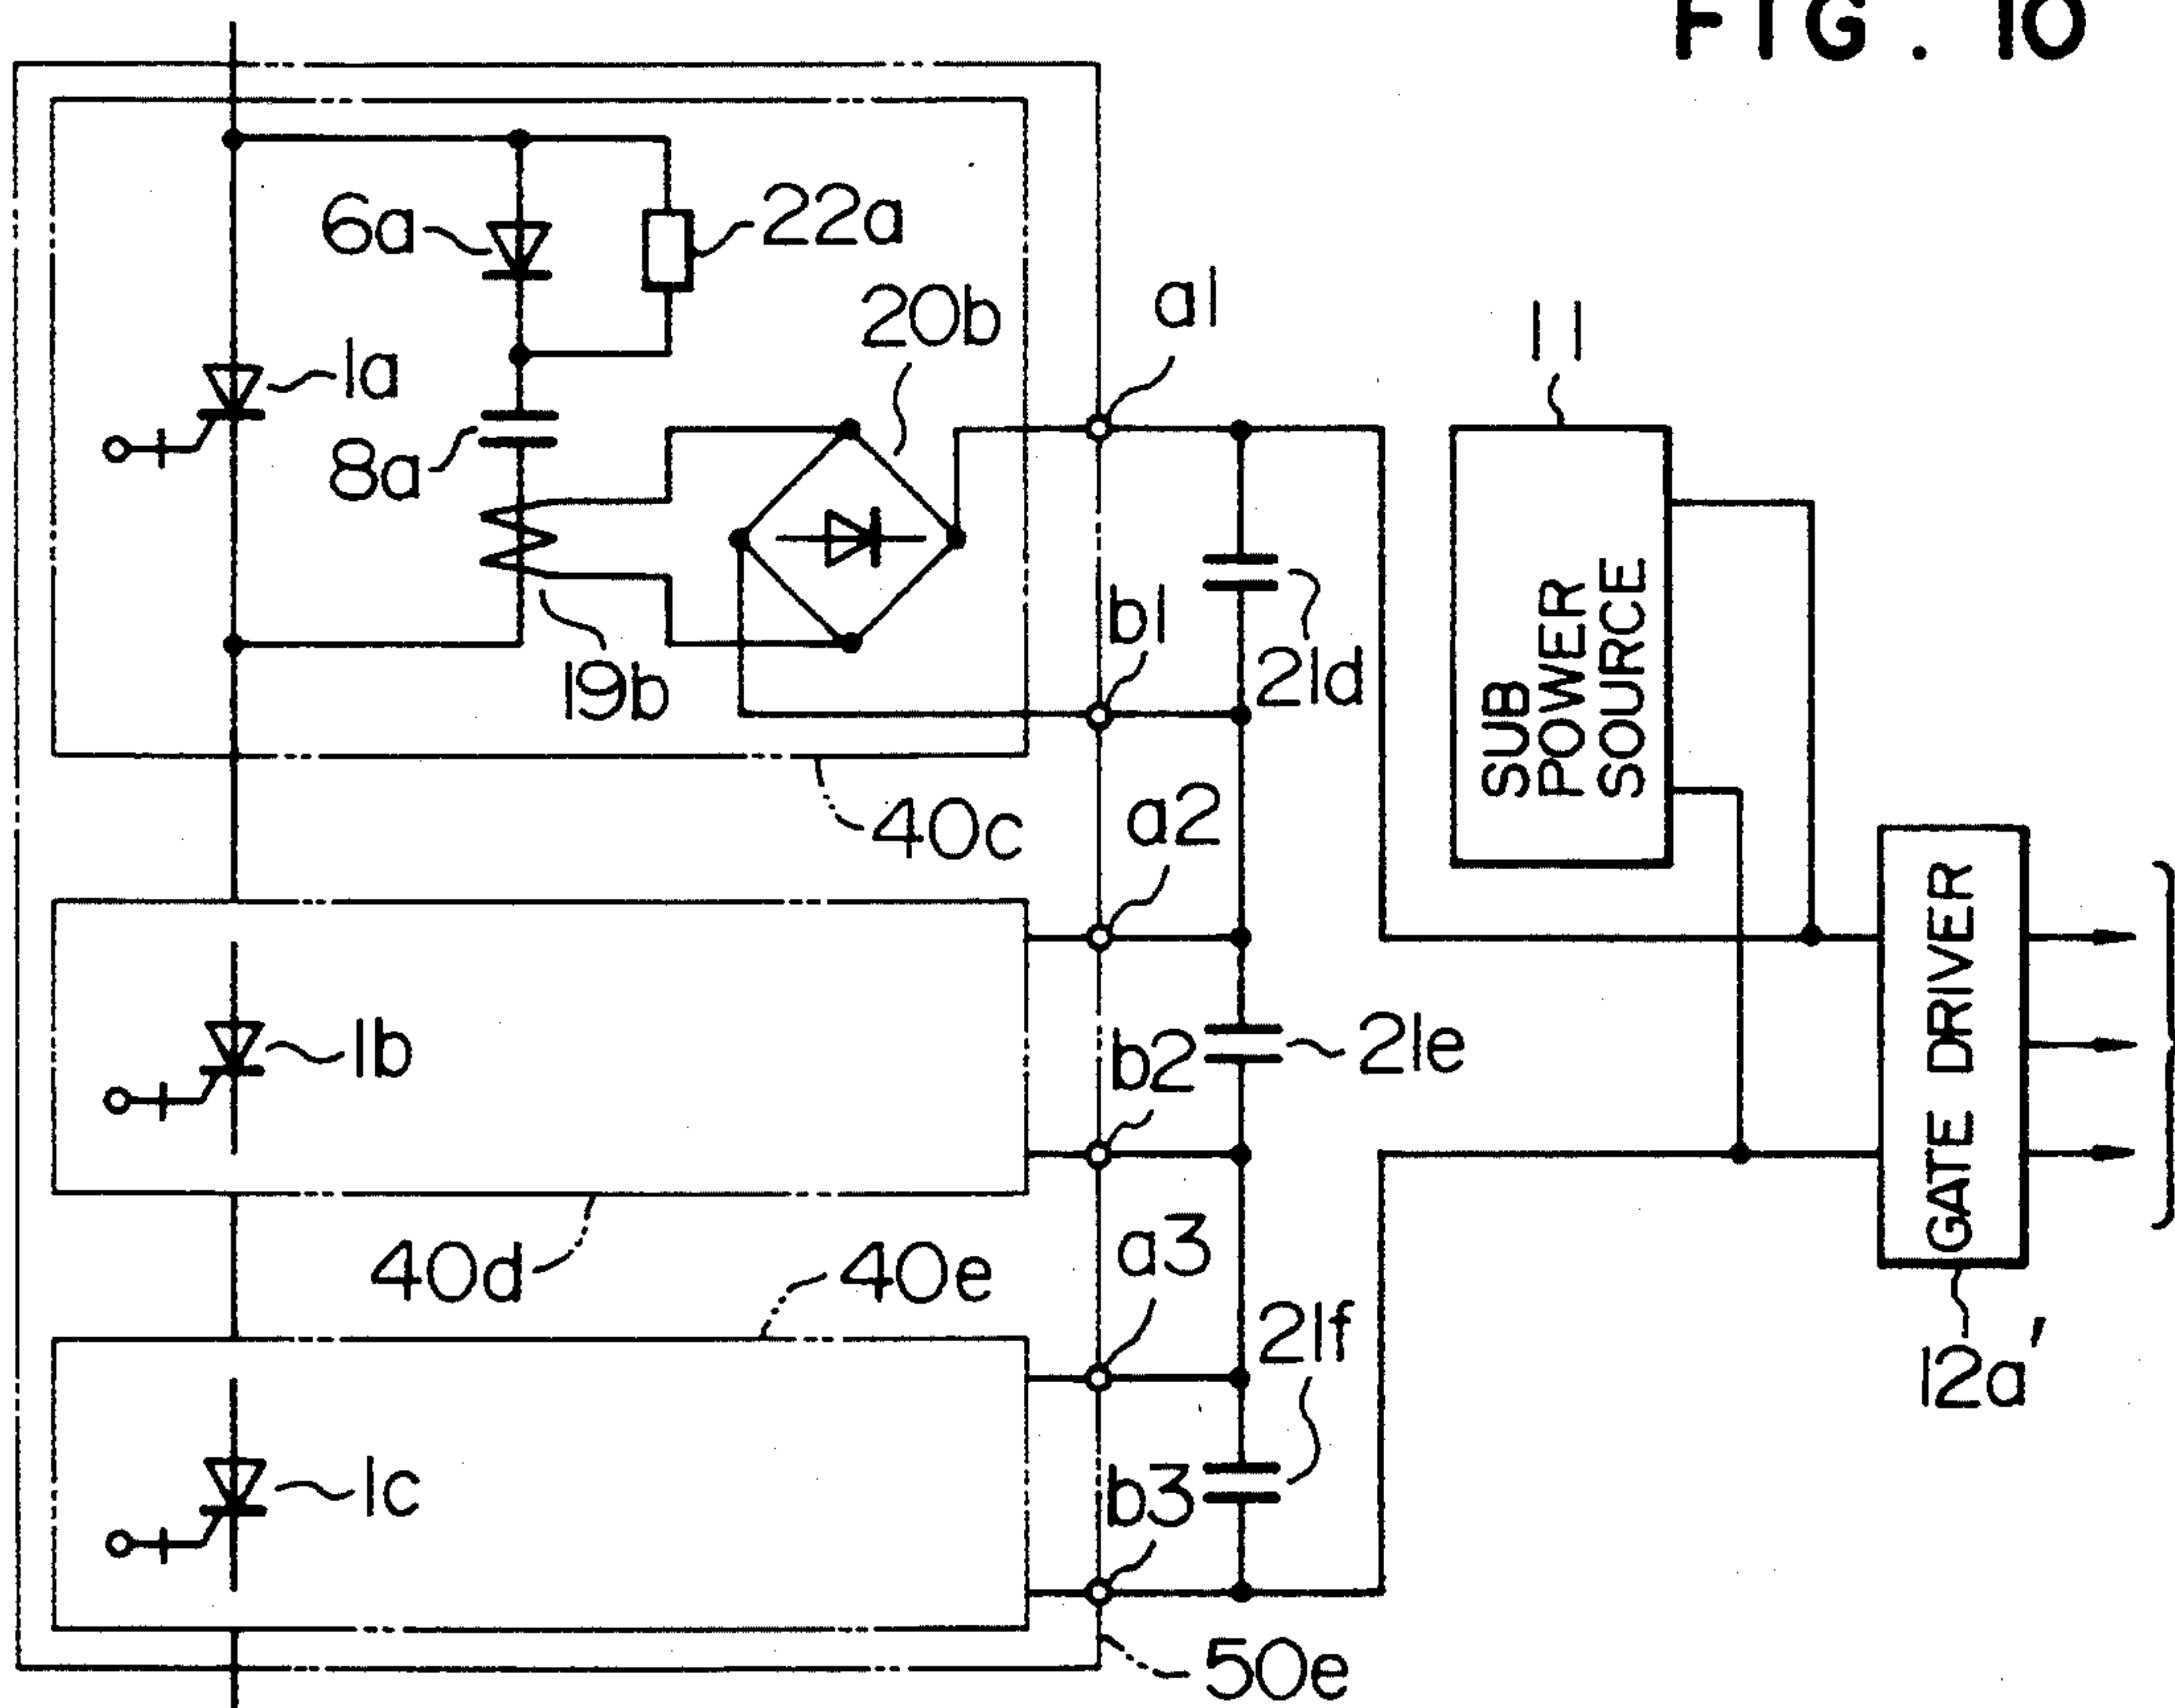 FIG. 10
6a
22a
20b
1a
8a
19b
a1
11
b1
21d
SUB
POWER
SOURCE
40c
a2
GATE DRIVER
1b
b2
21e
40d
40e
a3
21f
12a'
1c
b3
50e